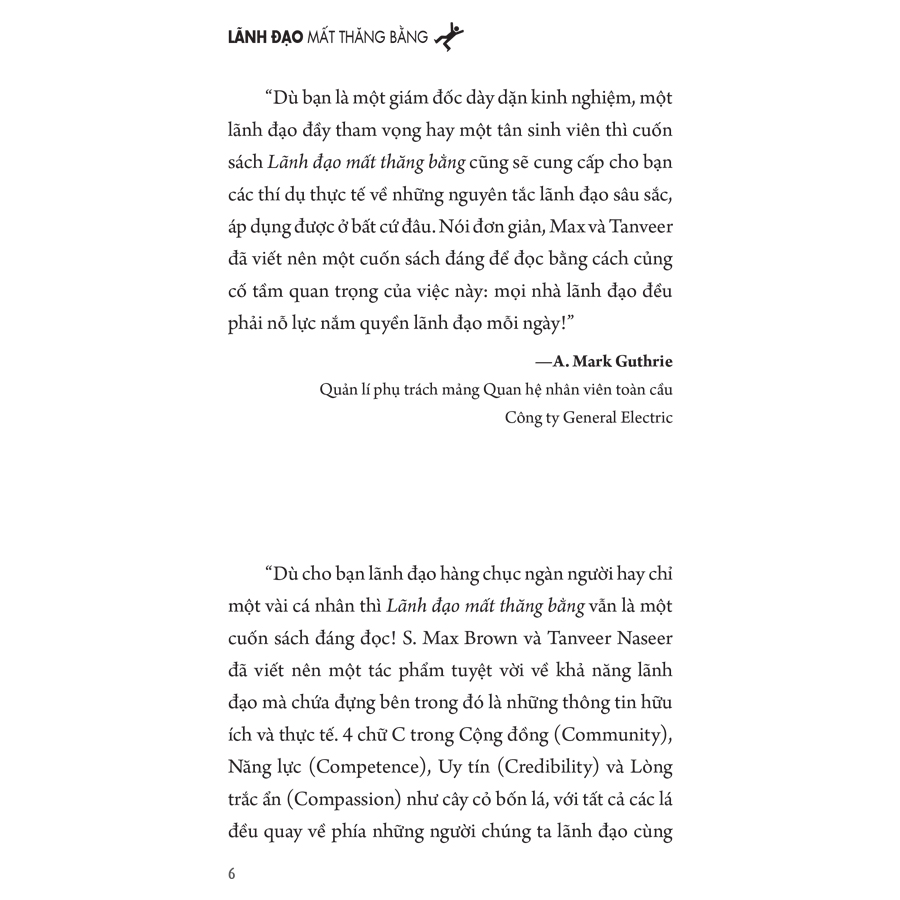 LÃNH ĐẠO MẤT THĂNG BẰNG
“Dù bạn là một giám đốc dày dặn kinh nghiệm, một
lãnh đạo đầy tham vọng hay một tân sinh viên thì cuốn
sách Lãnh đạo mất thăng bằng cũng sẽ cung cấp cho bạn
các thí dụ thực tế về những nguyên tắc lãnh đạo sâu sắc,
áp dụng được ở bất cứ đâu. Nói đơn giản, Max và Tanveer
đã viết nên một cuốn sách đáng để đọc bằng cách củng
cố tầm quan trọng của việc này: mọi nhà lãnh đạo đều
phải nỗ lực nắm quyền lãnh đạo mỗi ngày!”
—A. Mark Guthrie
Quản lí phụ trách mảng Quan hệ nhân viên toàn cầu
Công ty General Electric
“Dù cho bạn lãnh đạo hàng chục ngàn người hay chỉ
một vài cá nhân thì Lãnh đạo mất thăng bằng vẫn là một
cuốn sách đáng đọc! S. Max Brown và Tanveer Naseer
đã viết nên một tác phẩm tuyệt vời về khả năng lãnh
đạo mà chứa đựng bên trong đó là những thông tin hữu
ích và thực tế. 4 chữ C trong Cộng đồng (Community),
Năng lực (Competence), Uy tín (Credibility) và Lòng
trắc ẩn (Compassion) như cây cỏ bốn lá, với tất cả các lá
đều quay về phía những người chúng ta lãnh đạo cùng
6